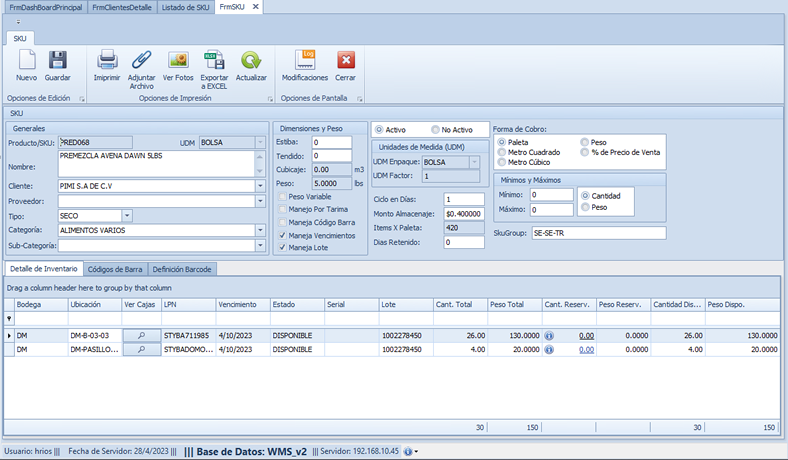 FrmDashBoardPrincipal FrmClientesDetalle Listado de SKU FrmSKU
SKU
Nuevo Guardar Imprimir Adjuntar Archivo Ver Fotos Exportar a EXCEL Actualizar Modificaciones Cerrar
Opciones de Edición Opciones de Impresión Opciones de Pantalla
SKU
Generales
Producto/SKU: PRED068 UDM BOLSA
Nombre: PREMEZCLA AVENA DAWN 5LBS
Cliente: PIMI S.A DE C.V
Proveedor:
Tipo: SECO
Categoría: ALIMENTOS VARIOS
Sub-Categoría:
Dimensiones y Peso
Estiba: 0
Tendido: 0
Cubicaje: 0.00 m3
Peso: 5.0000 lbs
Peso Variable
Manejo Por Tarima
Maneja Código Barra
Maneja Vencimientos
Maneja Lote
Activo No Activo
Unidades de Medida (UDM)
UDM Enpaque: BOLSA
UDM Factor: 1
Ciclo en Días: 1
Monto Almacenaje: $0.400000
Items X Paleta: 420
Dias Retenido: 0
Forma de Cobro:
Paleta Peso
Metro Cuadrado % de Precio de Venta
Metro Cúbico
Mínimos y Máximos
Mínimo: 0 Cantidad
Máximo: 0 Peso
SkuGroup: SE-SE-TR
Detalle de Inventario Códigos de Barra Definición Barcode
Drag a column header here to group by that column
Bodega Ubicación Ver Cajas LPN Vencimiento Estado Serial Lote Cant. Total Peso Total Cant. Reserv. Peso Reserv. Cantidad Dis... Peso Dispo.
DM DM-B-03-03 STYBA711985 4/10/2023 DISPONIBLE 1002278450 26.00 130.0000 0.00 0.0000 26.00 130.0000
DM DM-PASILLO... STYBADOMO... 4/10/2023 DISPONIBLE 1002278450 4.00 20.0000 0.00 0.0000 4.00 20.0000
30 150 30 150
Usuario: hrios ||| Fecha de Servidor: 28/4/2023 ||| ||| Base de Datos: WMS_v2 ||| Servidor: 192.168.10.45